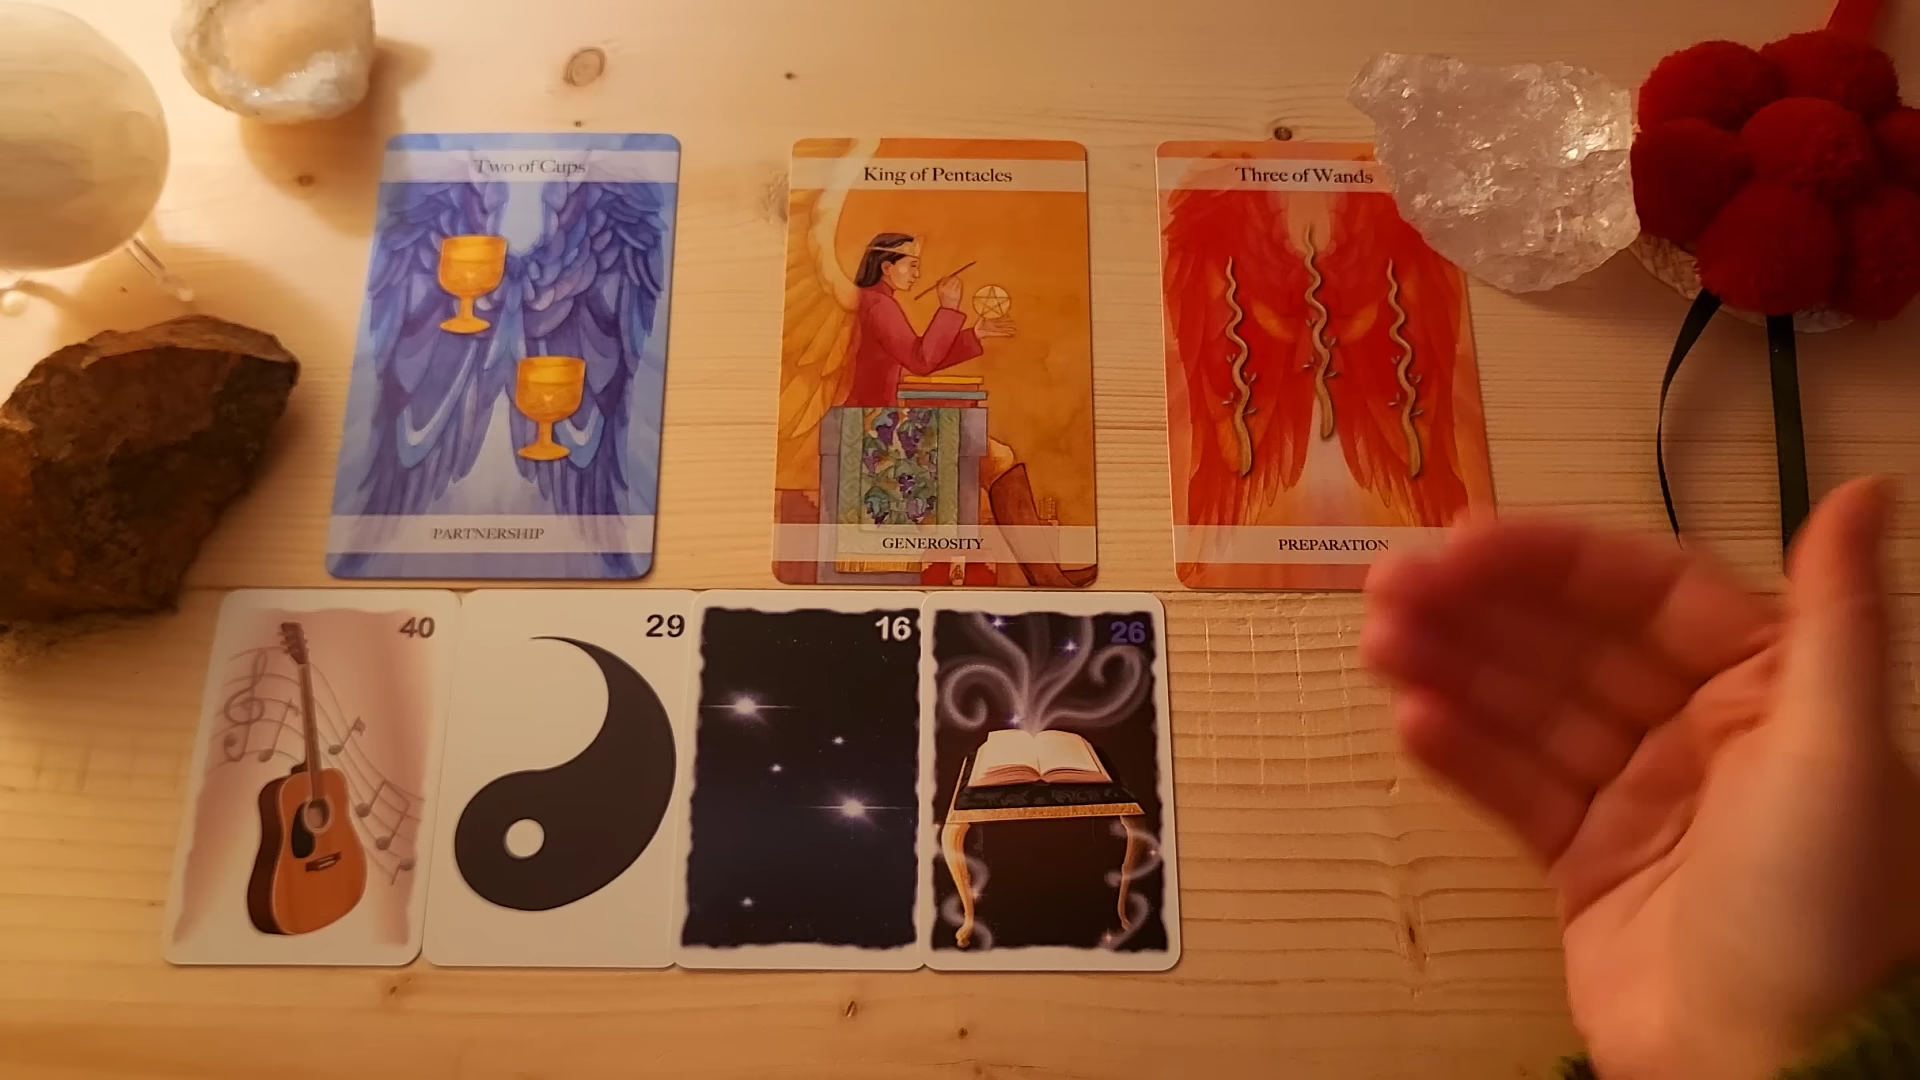 Two of Cups
King of Pentacles
Three of Wands
PARTNERSHIP
GENEROSITY
PREPARATION
40
29
16
26